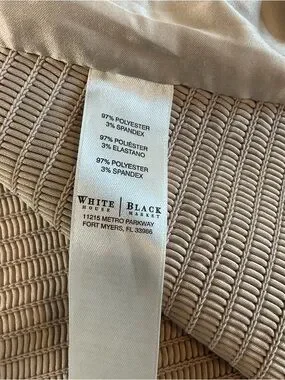 97% POLYESTER
3% SPANDEX
97% POLIÉSTER
3% ELASTANO
97% POLYESTER
3% SPANDEX
WHITE | BLACK
HOUSE | MARKET
11215 METRO PARKWAY
FORT MYERS, FL 33966